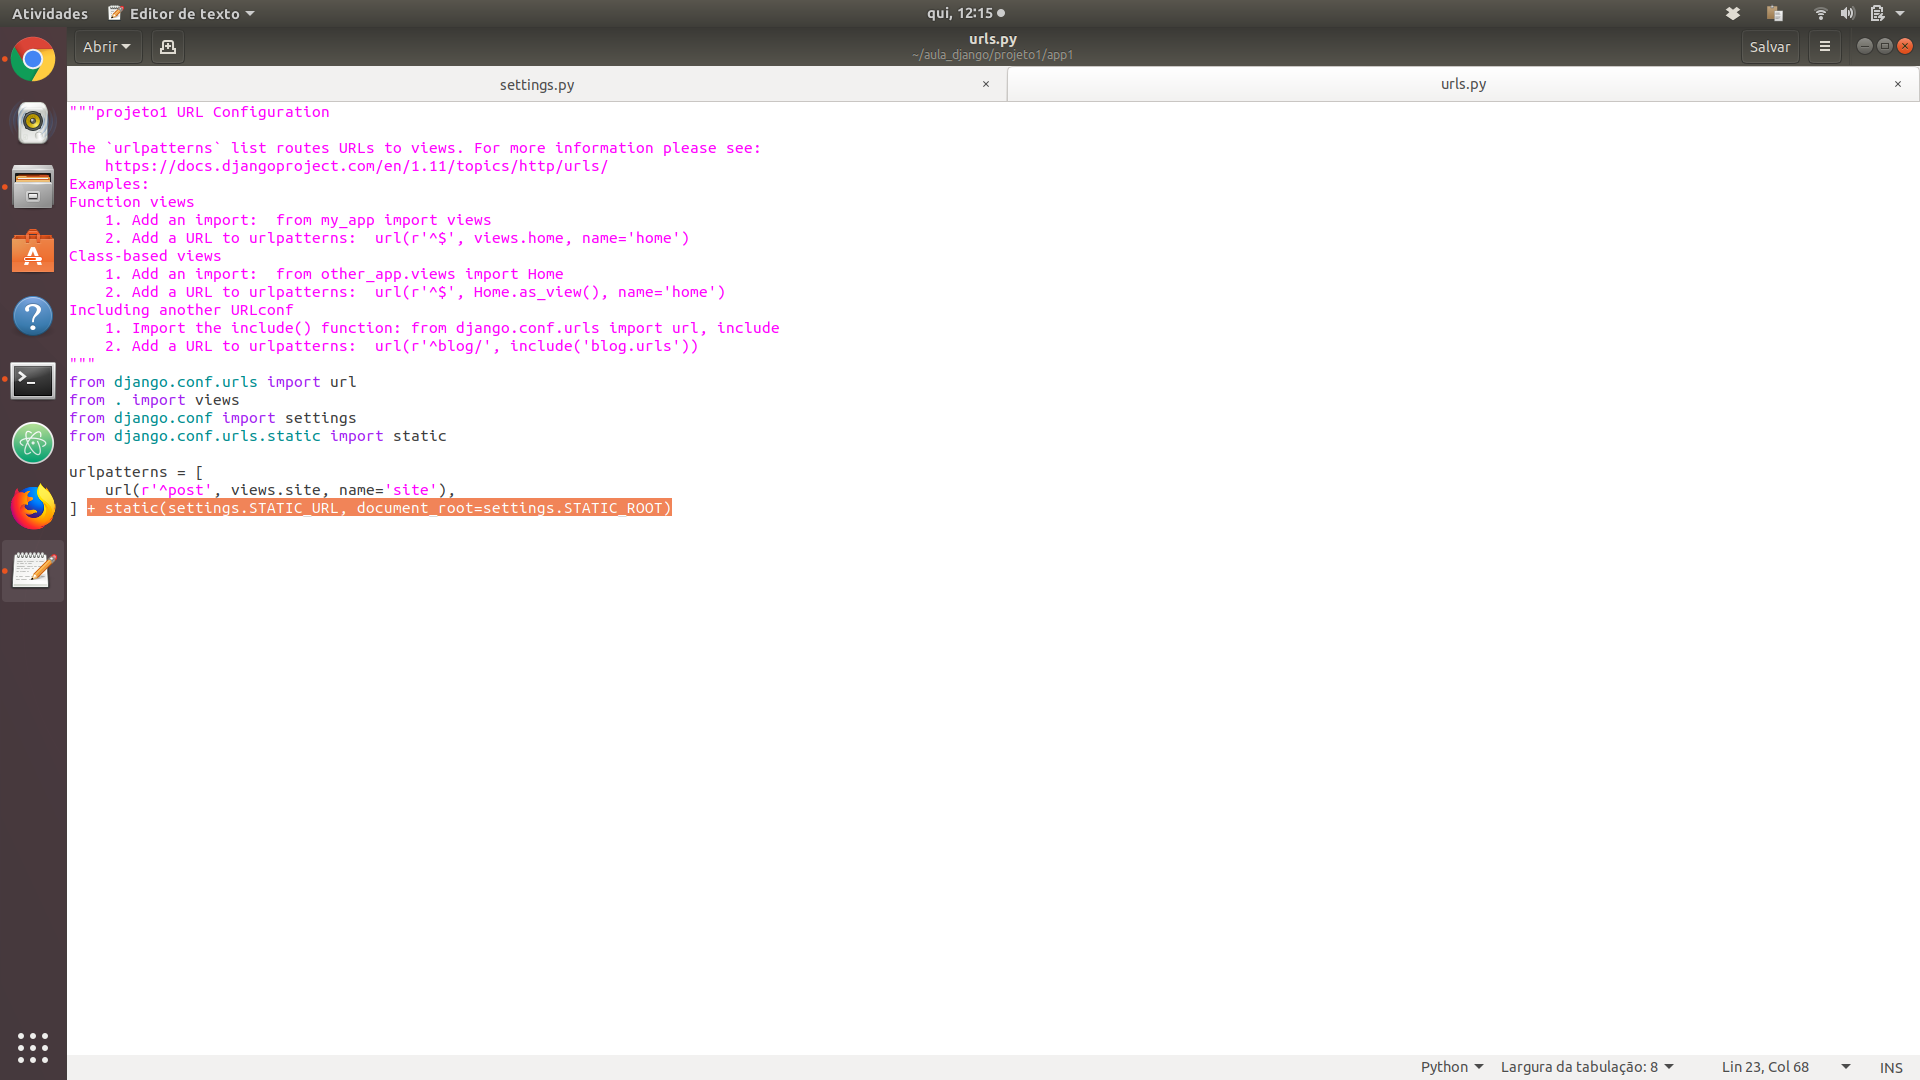 Atividades Editor de texto qui, 12:15
Abrir urls.py Salvar
~/aula_django/projeto1/app1
settings.py × urls.py ×
"""projeto1 URL Configuration
The `urlpatterns` list routes URLs to views. For more information please see:
    https://docs.djangoproject.com/en/1.11/topics/http/urls/
Examples:
Function views
    1. Add an import:  from my_app import views
    2. Add a URL to urlpatterns:  url(r'^$', views.home, name='home')
Class-based views
    1. Add an import:  from other_app.views import Home
    2. Add a URL to urlpatterns:  url(r'^$', Home.as_view(), name='home')
Including another URLconf
    1. Import the include() function: from django.conf.urls import url, include
    2. Add a URL to urlpatterns:  url(r'^blog/', include('blog.urls'))
"""
from django.conf.urls import url
from . import views
from django.conf import settings
from django.conf.urls.static import static
urlpatterns = [
    url(r'^post', views.site, name='site'),
] + static(settings.STATIC_URL, document_root=settings.STATIC_ROOT)
Python Largura da tabulação: 8 Lin 23, Col 68 INS